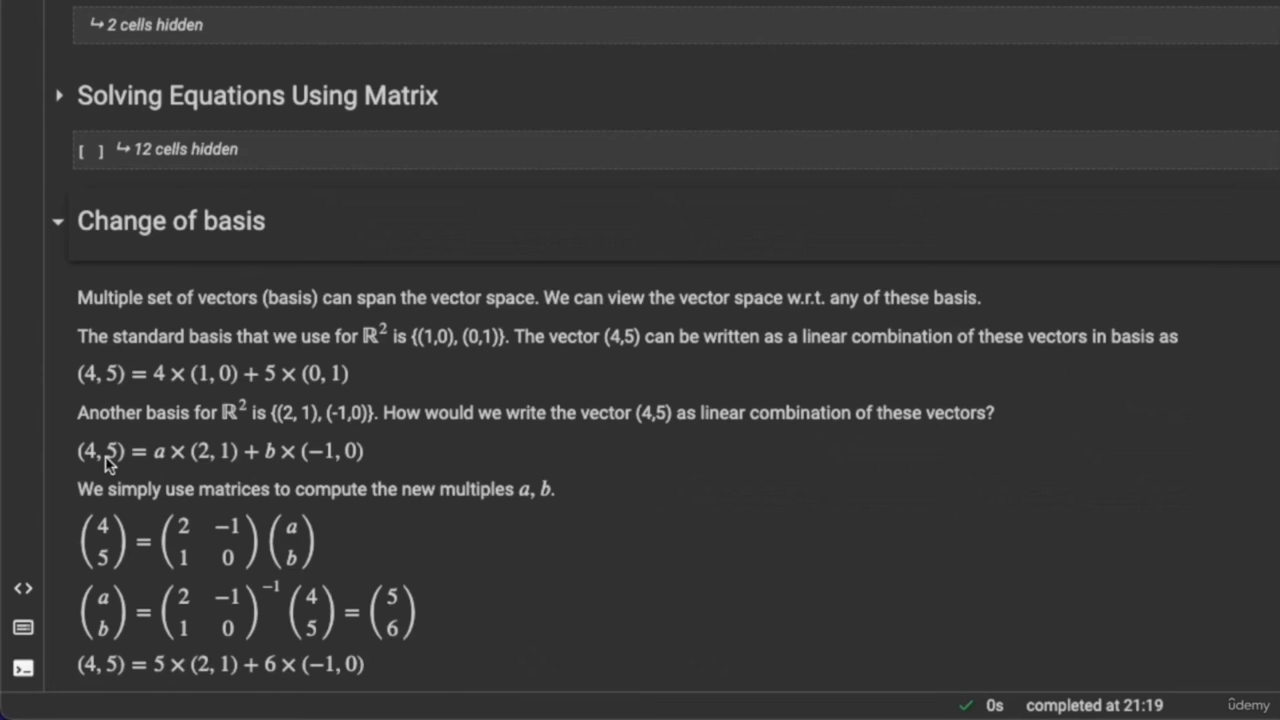 ↪ 2 cells hidden
Solving Equations Using Matrix
[ ] ↪ 12 cells hidden
Change of basis
Multiple set of vectors (basis) can span the vector space. We can view the vector space w.r.t. any of these basis.
The standard basis that we use for ℝ² is {(1,0), (0,1)}. The vector (4,5) can be written as a linear combination of these vectors in basis as
(4, 5) = 4 × (1, 0) + 5 × (0, 1)
Another basis for ℝ² is {(2, 1), (-1,0)}. How would we write the vector (4,5) as linear combination of these vectors?
(4, 5) = a × (2, 1) + b × (−1, 0)
We simply use matrices to compute the new multiples a, b.
(4 5) = (2 −1 1 0) (a b)
(a b) = (2 −1 1 0)⁻¹ (4 5) = (5 6)
(4, 5) = 5 × (2, 1) + 6 × (−1, 0)
✓ 0s completed at 21:19
ûdemy